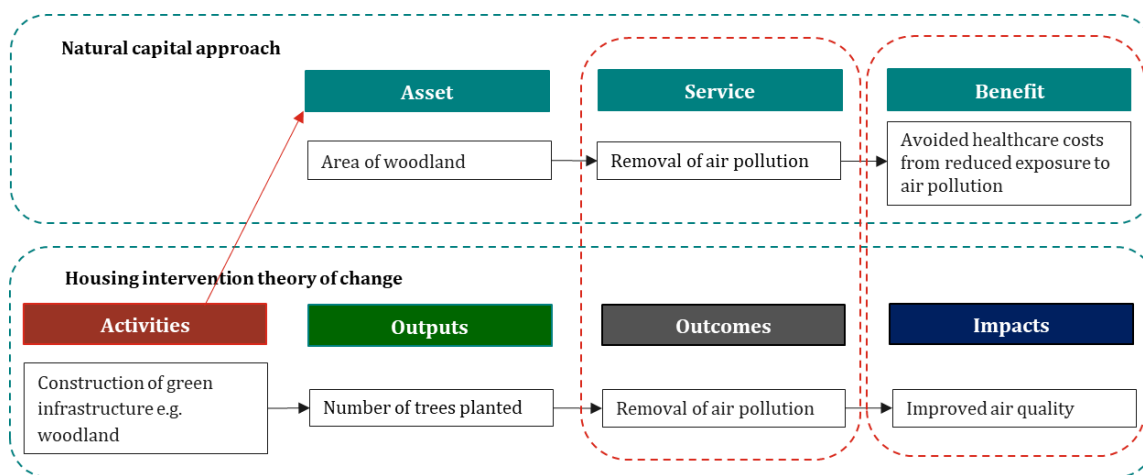 Natural capital approach
Asset
Service
Benefit
Area of woodland
Removal of air pollution
Avoided healthcare costs
from reduced exposure to
air pollution
Housing intervention theory of change
Activities
Outputs
Outcomes
Impacts
Construction of green
infrastructure e.g.
woodland
Number of trees planted
Removal of air pollution
Improved air quality